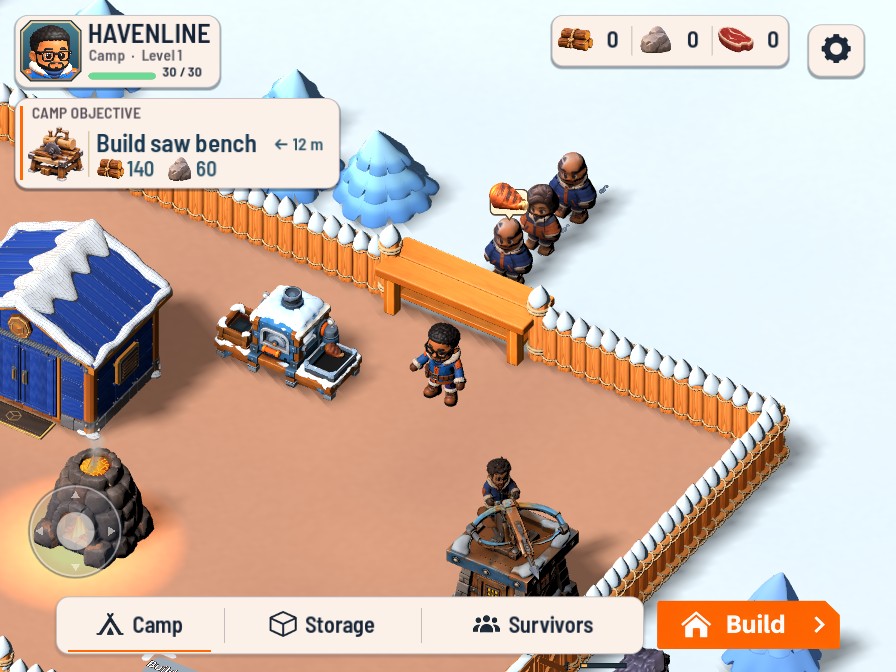 HAVENLINE
Camp · Level 1
30 / 30
0
0
0
CAMP OBJECTIVE
Build saw bench ← 12 m
140 60
Camp
Storage
Survivors
Build